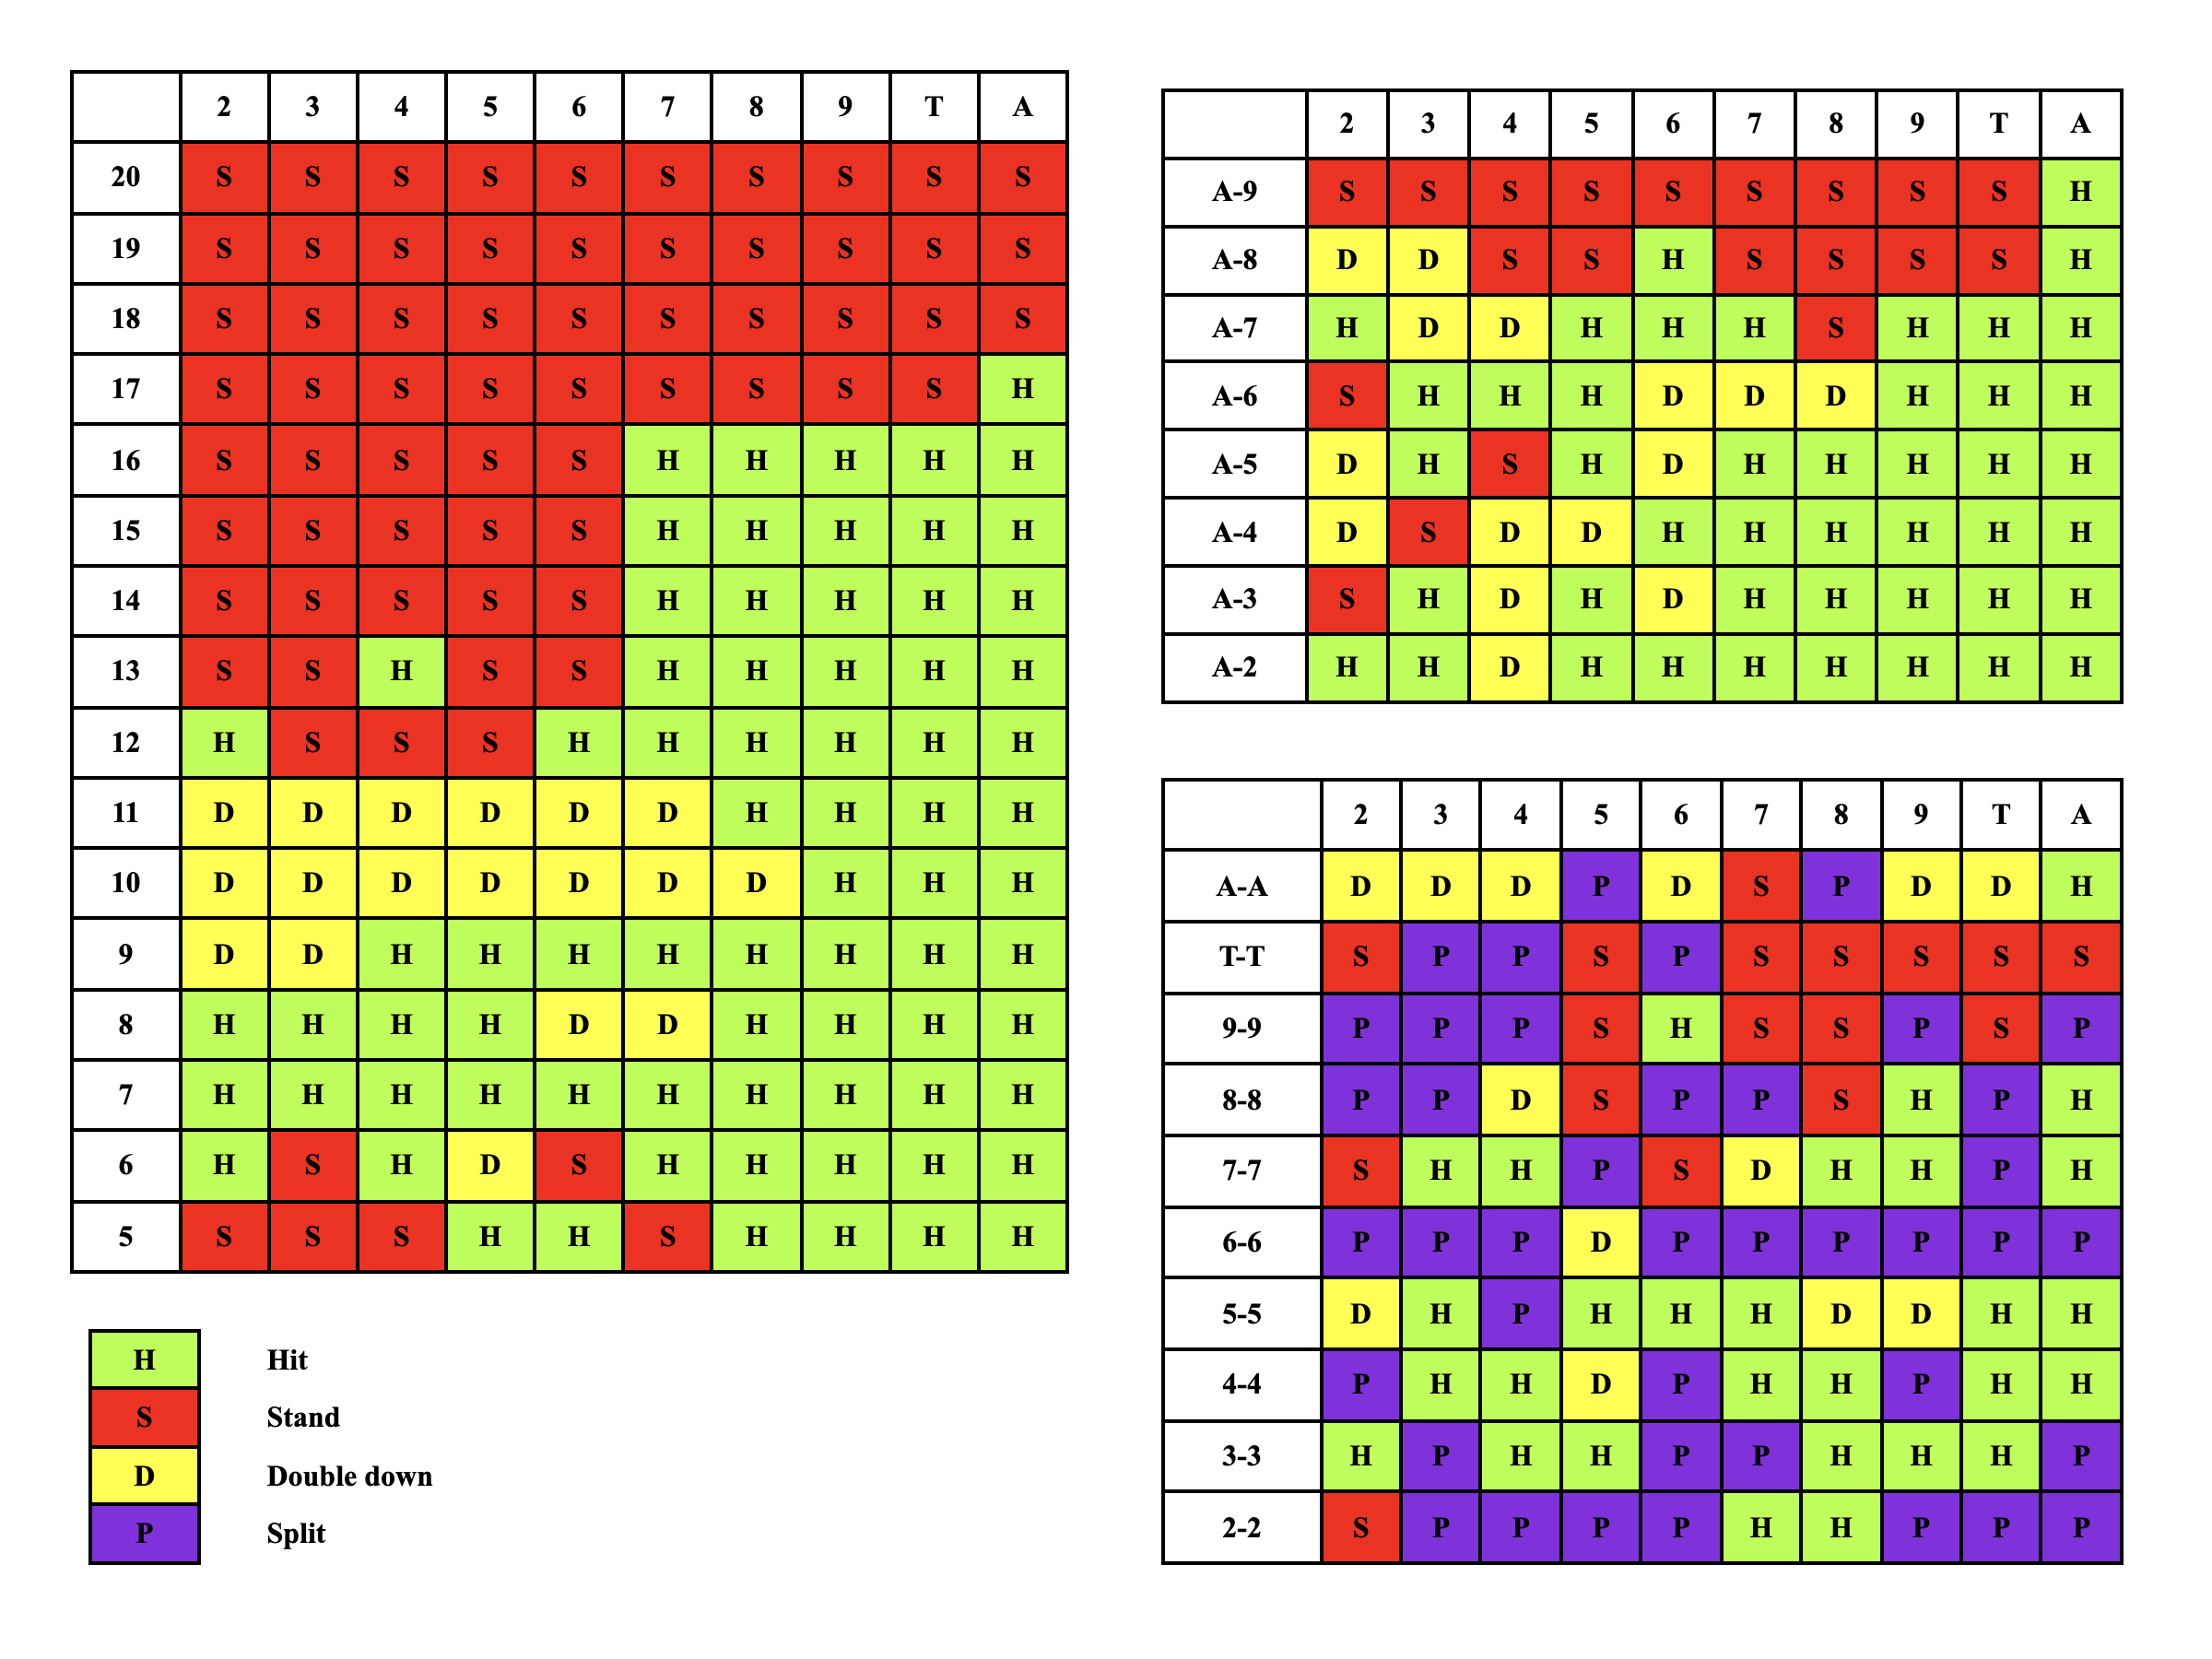 2 3 4 5 6 7 8 9 T A
20 S S S S S S S S S S
19 S S S S S S S S S S
18 S S S S S S S S S S
17 S S S S S S S S S H
16 S S S S S H H H H H
15 S S S S S H H H H H
14 S S S S S H H H H H
13 S S H S S H H H H H
12 H S S S H H H H H H
11 D D D D D D H H H H
10 D D D D D D D H H H
9 D D H H H H H H H H
8 H H H H D D H H H H
7 H H H H H H H H H H
6 H S H D S H H H H H
5 S S S H H S H H H H
H Hit
S Stand
D Double down
P Split
2 3 4 5 6 7 8 9 T A
A-9 S S S S S S S S S H
A-8 D D S S H S S S S H
A-7 H D D H H H S H H H
A-6 S H H H D D D H H H
A-5 D H S H D H H H H H
A-4 D S D D H H H H H H
A-3 S H D H D H H H H H
A-2 H H D H H H H H H H
2 3 4 5 6 7 8 9 T A
A-A D D D P D S P D D H
T-T S P P S P S S S S S
9-9 P P P S H S S P S P
8-8 P P D S P P S H P H
7-7 S H H P S D H H P H
6-6 P P P D P P P P P P
5-5 D H P H H H D D H H
4-4 P H H D P H H P H H
3-3 H P H H P P H H H P
2-2 S P P P P H H P P P